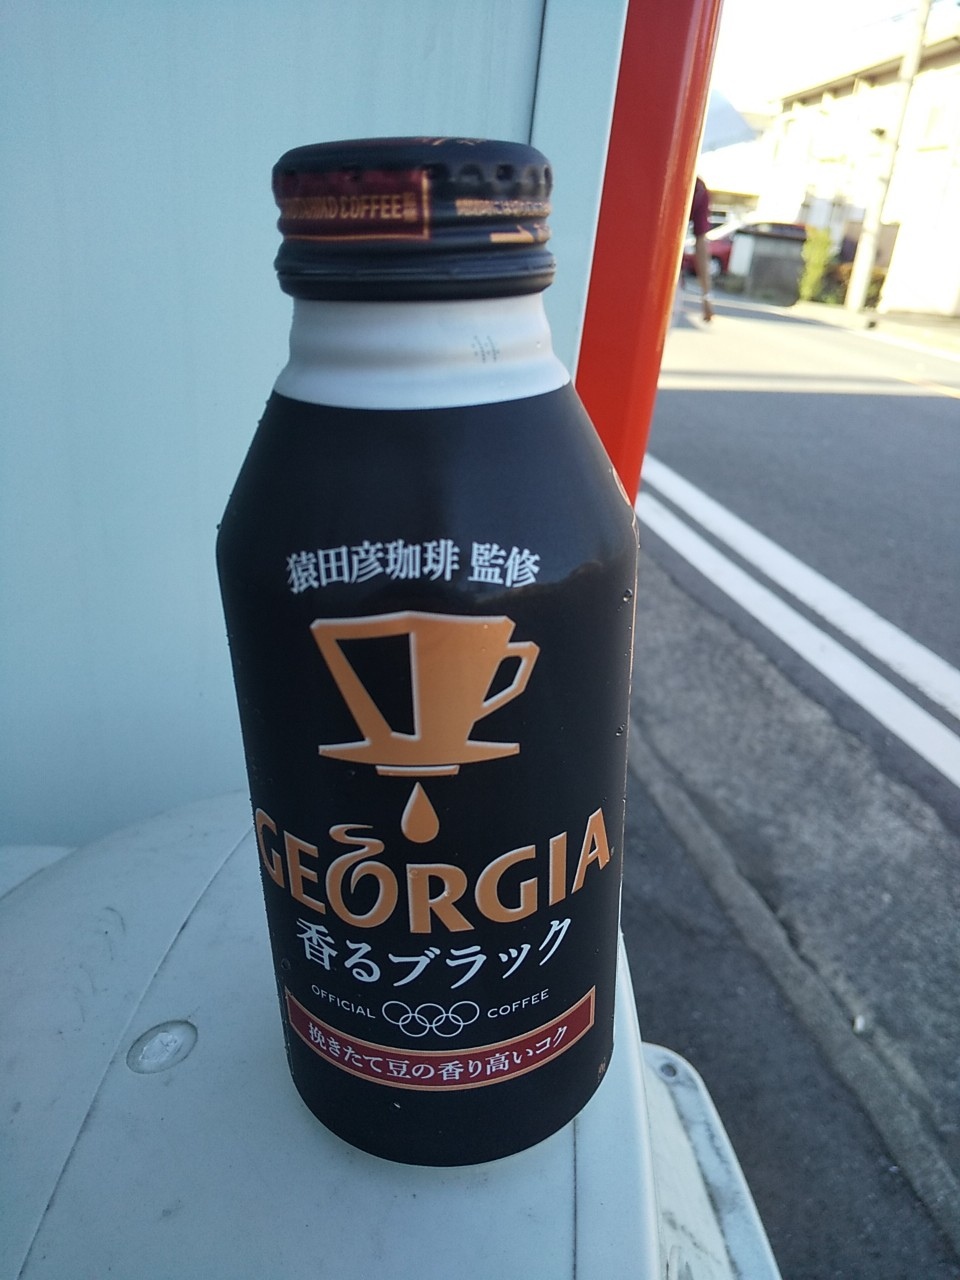 COFFEE
猿田彦珈琲 監修
GEORGIA
香るブラック
OFFICIAL COFFEE
挽きたて豆の香り高いコク